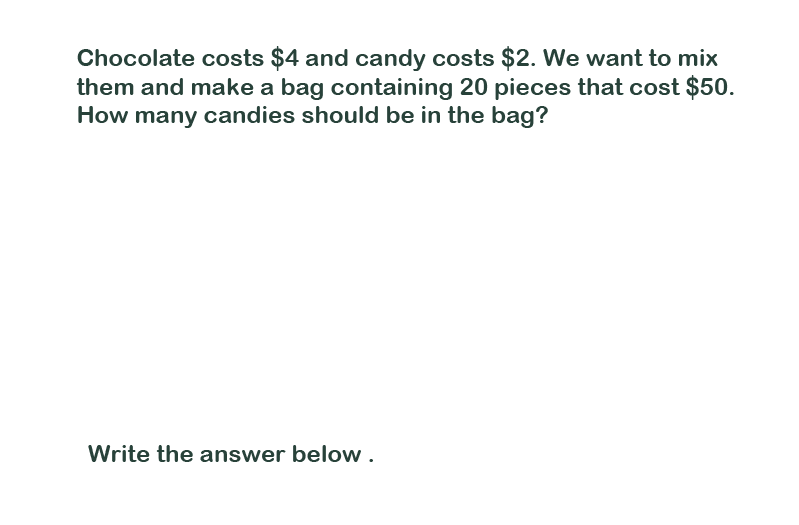 Chocolate costs $4 and candy costs $2. We want to mix
them and make a bag containing 20 pieces that cost $50.
How many candies should be in the bag?
Write the answer below .